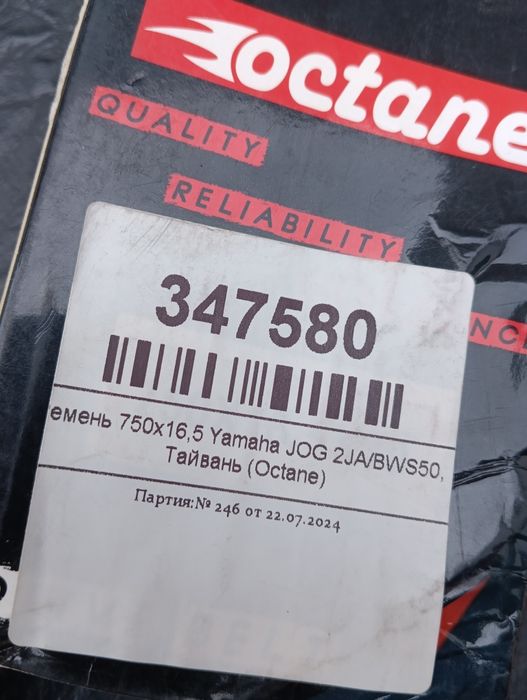 octane
QUALITY
RELIABILITY
347580
емень 750x16,5 Yamaha JOG 2JA/BWS50,
Тайвань (Octane)
Партия:№ 246 от 22.07.2024